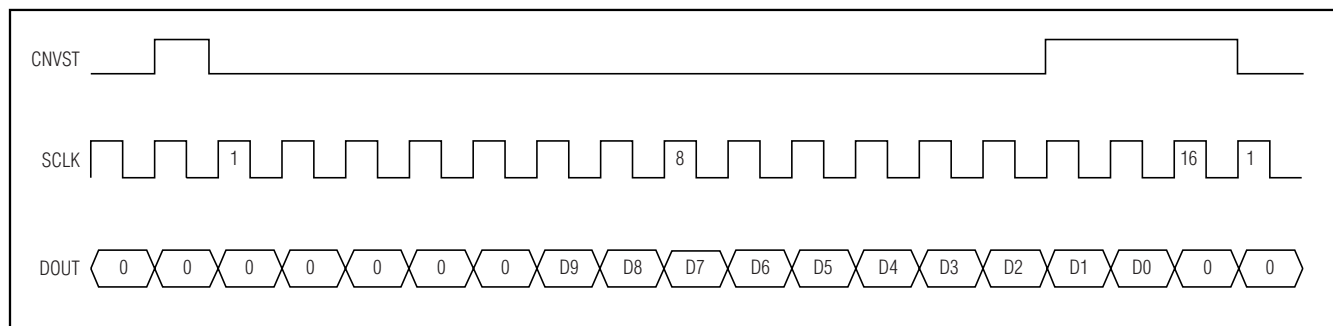 CNVST
SCLK 1 8 16 1
DOUT 0 0 0 0 0 0 0 D9 D8 D7 D6 D5 D4 D3 D2 D1 D0 0 0